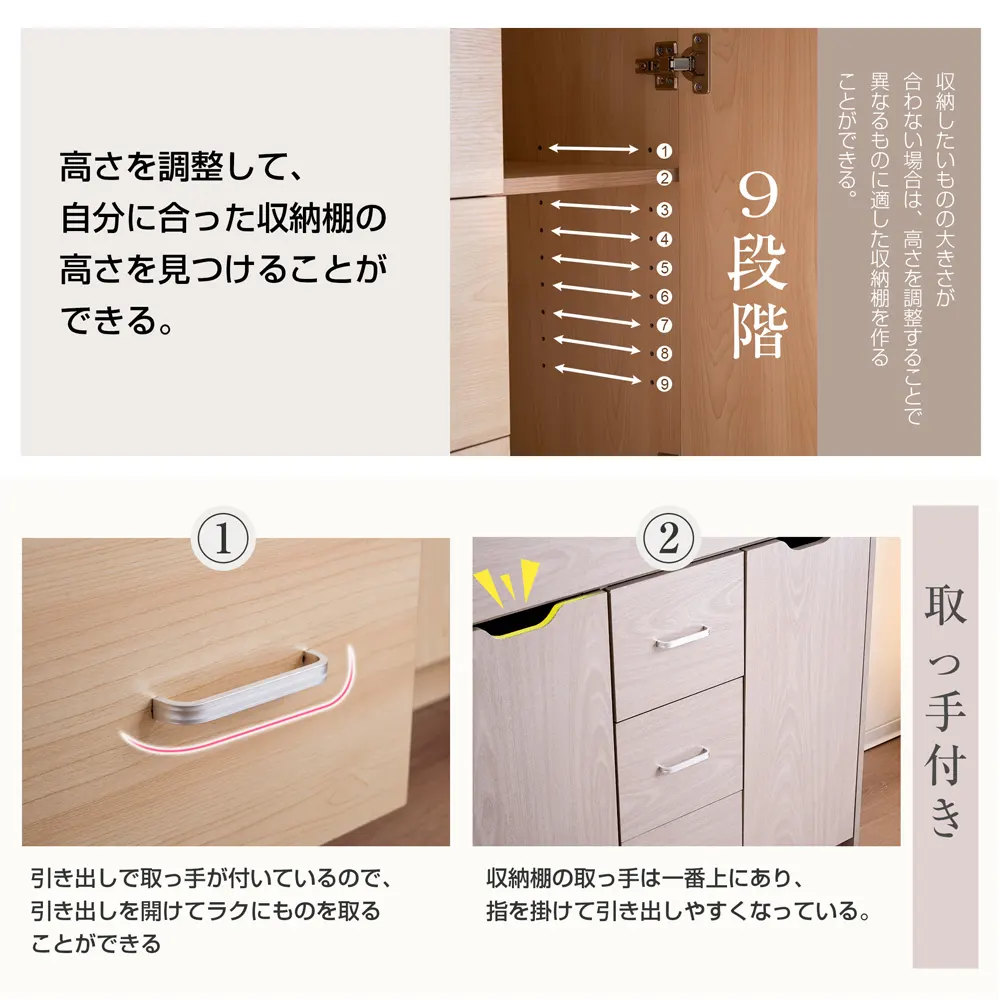 高さを調整して、
自分に合った収納棚の
高さを見つけることが
できる。
①
②
③
④
⑤
⑥
⑦
⑧
⑨
9段階
収納したいものの大きさが
合わない場合は、高さを調整することで
異なるものに適した収納棚を作る
ことができる。
①
②
取っ手付き
引き出しで取っ手が付いているので、
引き出しを開けてラクにものを取る
ことができる
収納棚の取っ手は一番上にあり、
指を掛けて引き出しやすくなっている。